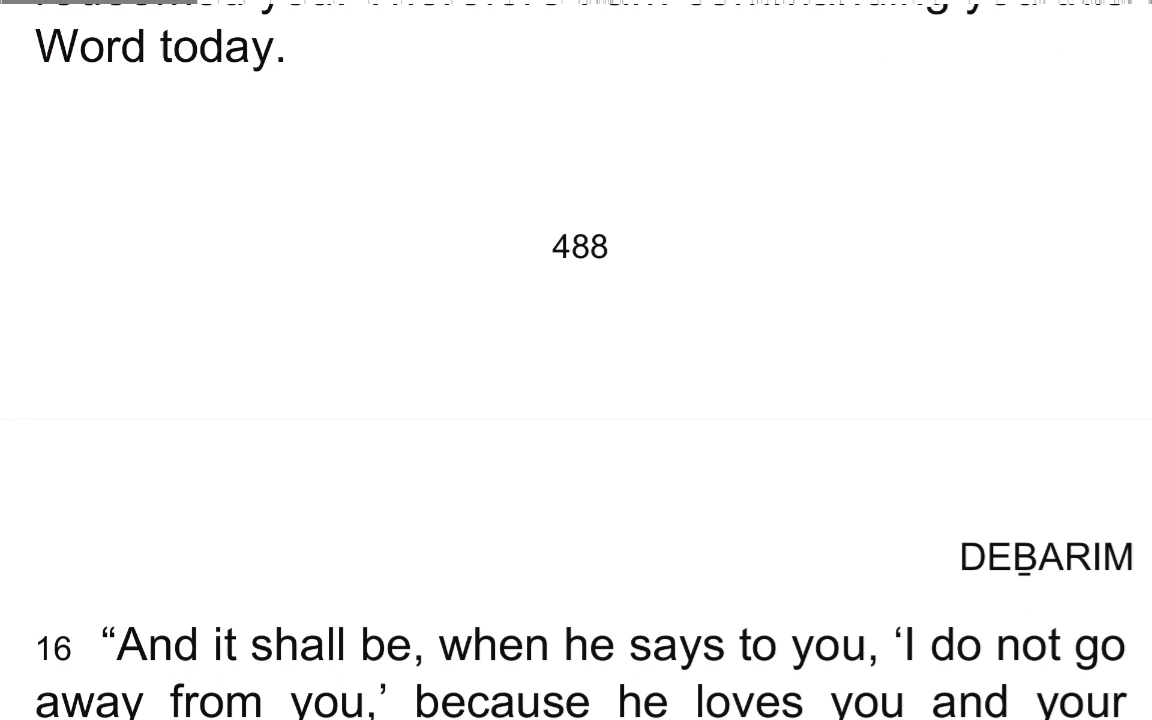 Word today.
488
DEḆARIM
16 “And it shall be, when he says to you, ‘I do not go
away from you,’ because he loves you and your